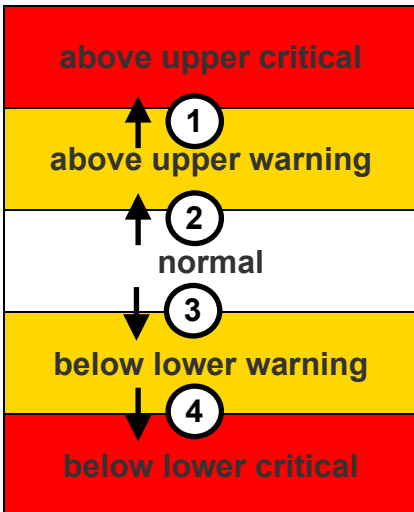 above upper critical
1
above upper warning
2
normal
3
below lower warning
4
below lower critical